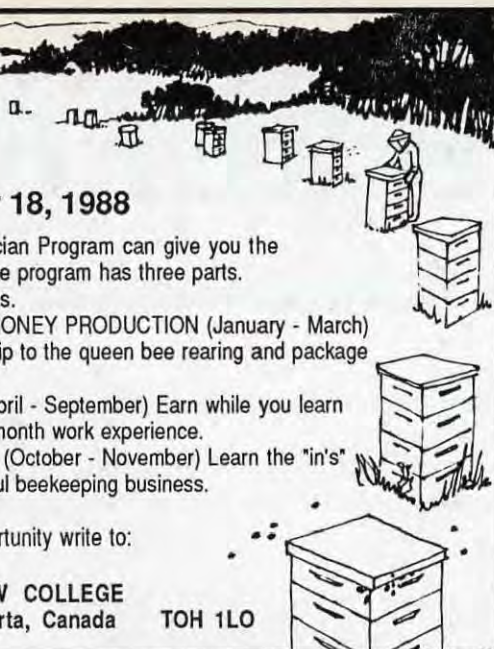 18, 1988
cian Program can give you the
e program has three parts.
s.
ONEY PRODUCTION (January - March)
ip to the queen bee rearing and package
pril - September) Earn while you learn
month work experience.
(October - November) Learn the "in's"
ul beekeeping business.
rtunity write to:
W COLLEGE
rta, Canada TOH 1LO